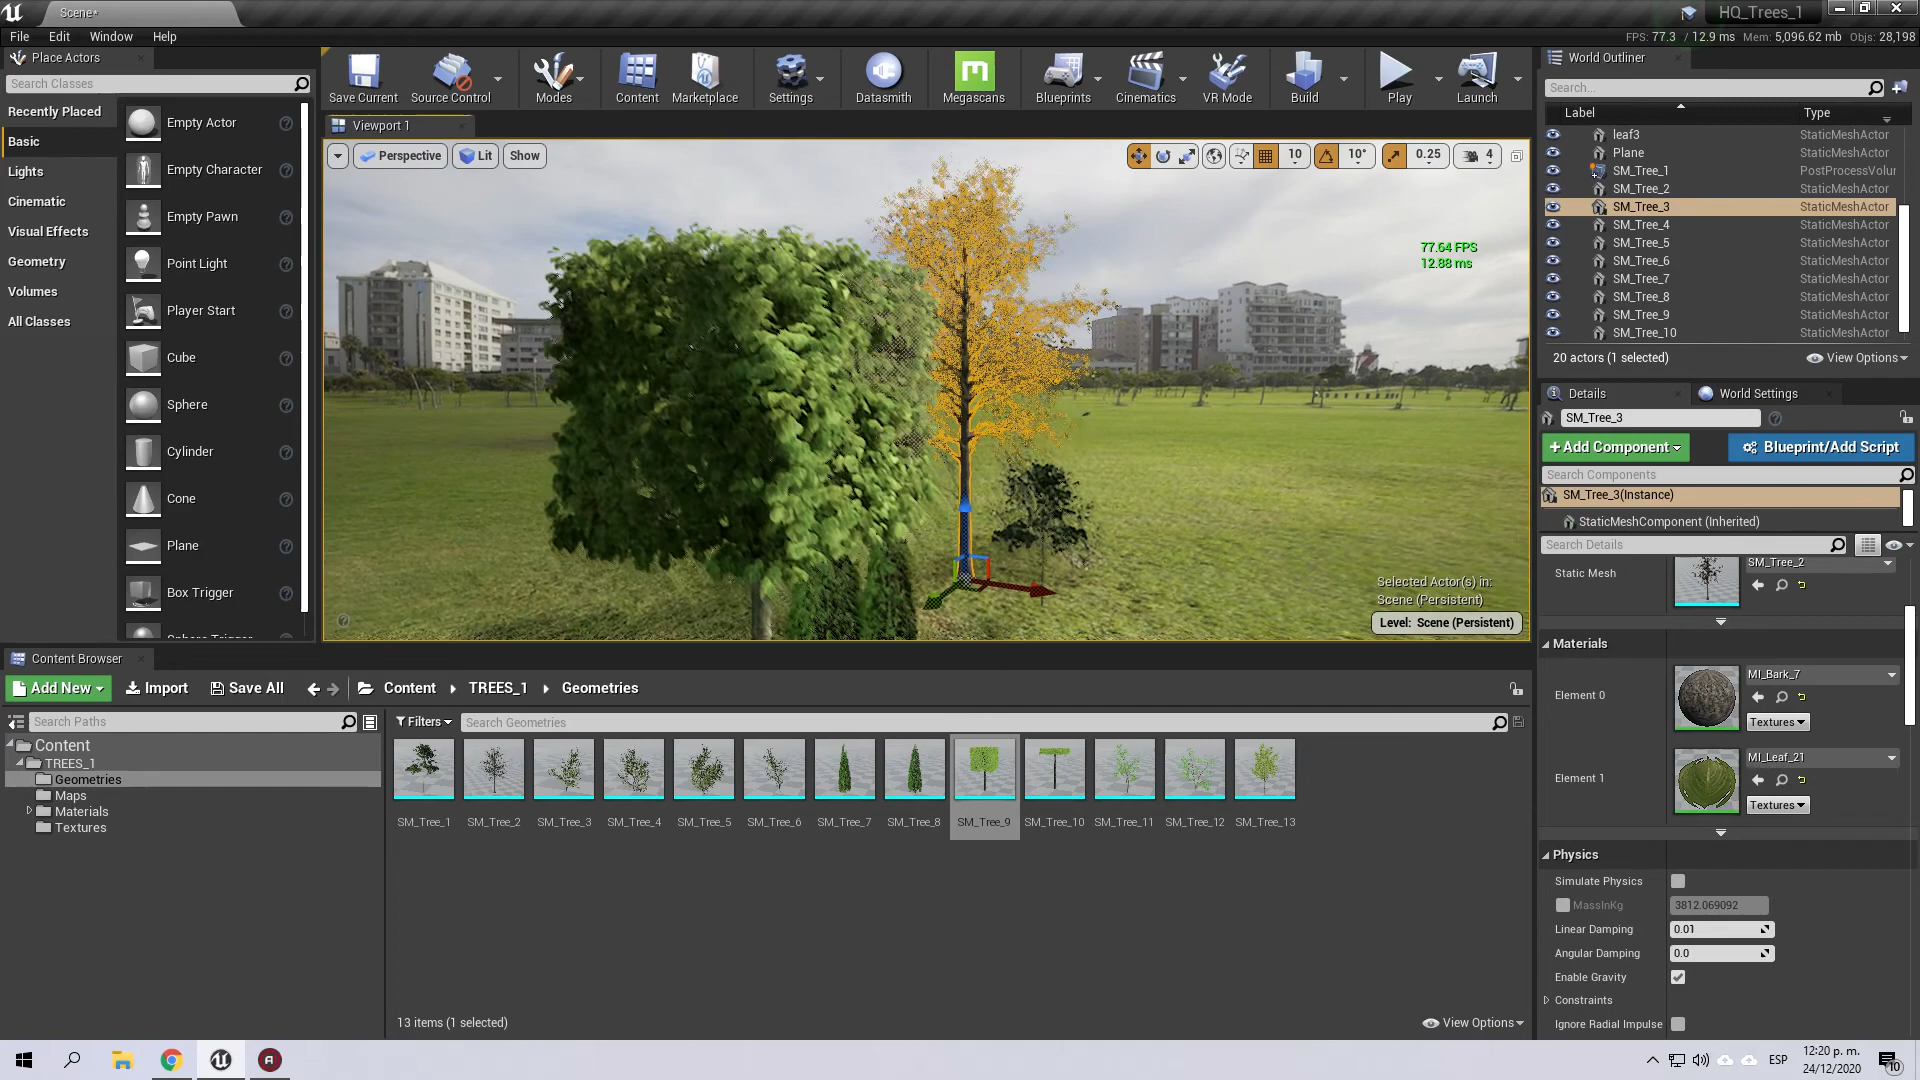 Scene*
HQ_Trees_1
File Edit Window Help
FPS: 77.3 / 12.9 ms Mem: 5,096.62 mb Objs: 28,198
Place Actors
Search Classes
Recently Placed
Basic
Lights
Cinematic
Visual Effects
Geometry
Volumes
All Classes
Empty Actor
Empty Character
Empty Pawn
Point Light
Player Start
Cube
Sphere
Cylinder
Cone
Plane
Box Trigger
Sphere Trigger
Save Current Source Control Modes Content Marketplace Settings Datasmith Megascans Blueprints Cinematics VR Mode Build Play Launch
Viewport 1
Perspective Lit Show
10 10° 0.25 4
77.64 FPS
12.88 ms
Selected Actor(s) in:
Scene (Persistent)
Level: Scene (Persistent)
World Outliner
Search...
Label Type
leaf3 StaticMeshActor
Plane StaticMeshActor
SM_Tree_1 PostProcessVolur
SM_Tree_2 StaticMeshActor
SM_Tree_3 StaticMeshActor
SM_Tree_4 StaticMeshActor
SM_Tree_5 StaticMeshActor
SM_Tree_6 StaticMeshActor
SM_Tree_7 StaticMeshActor
SM_Tree_8 StaticMeshActor
SM_Tree_9 StaticMeshActor
SM_Tree_10 StaticMeshActor
20 actors (1 selected) View Options
Details World Settings
SM_Tree_3
+Add Component Blueprint/Add Script
Search Components
SM_Tree_3(Instance)
StaticMeshComponent (Inherited)
Search Details
Static Mesh SM_Tree_2
Materials
Element 0 MI_Bark_7
Textures
Element 1 MI_Leaf_21
Textures
Physics
Simulate Physics
MassInKg 3812.069092
Linear Damping 0.01
Angular Damping 0.0
Enable Gravity
Constraints
Ignore Radial Impulse
Content Browser
Add New Import Save All Content TREES_1 Geometries
Search Paths
Filters Search Geometries
Content
TREES_1
Geometries
Maps
Materials
Textures
SM_Tree_1 SM_Tree_2 SM_Tree_3 SM_Tree_4 SM_Tree_5 SM_Tree_6 SM_Tree_7 SM_Tree_8 SM_Tree_9 SM_Tree_10 SM_Tree_11 SM_Tree_12 SM_Tree_13
13 items (1 selected) View Options
ESP
12:20 p. m.
24/12/2020
10